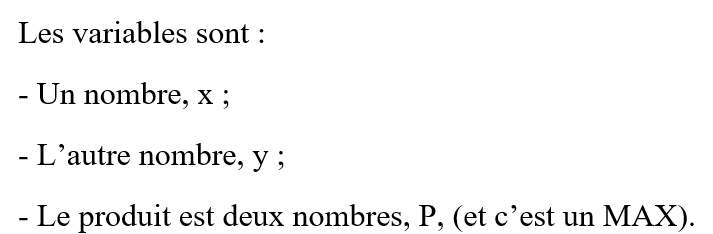 Les variables sont :
- Un nombre, x ;
- L’autre nombre, y ;
- Le produit est deux nombres, P, (et c’est un MAX).